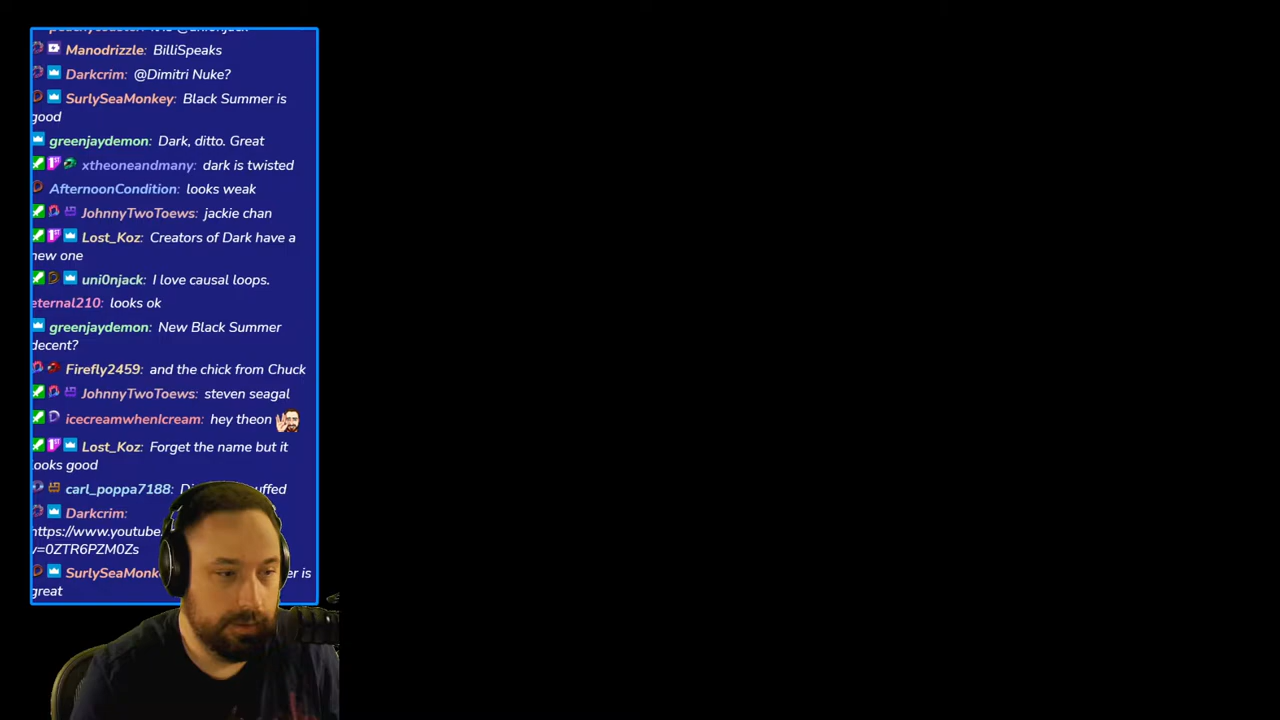 Manodrizzle: BilliSpeaks
Darkcrim: @Dimitri Nuke?
SurlySeaMonkey: Black Summer is
good
greenjaydemon: Dark, ditto. Great
xtheoneandmany: dark is twisted
AfternoonCondition: looks weak
JohnnyTwoToews: jackie chan
Lost_Koz: Creators of Dark have a
new one
uni0njack: I love causal loops.
eternal210: looks ok
greenjaydemon: New Black Summer
decent?
Firefly2459: and the chick from Chuck
JohnnyTwoToews: steven seagal
icecreamwhenIcream: hey theon
Lost_Koz: Forget the name but it
looks good
carl_poppa7188:
Darkcrim:
https://www.youtube.
v=0ZTR6PZM0Zs
is
great